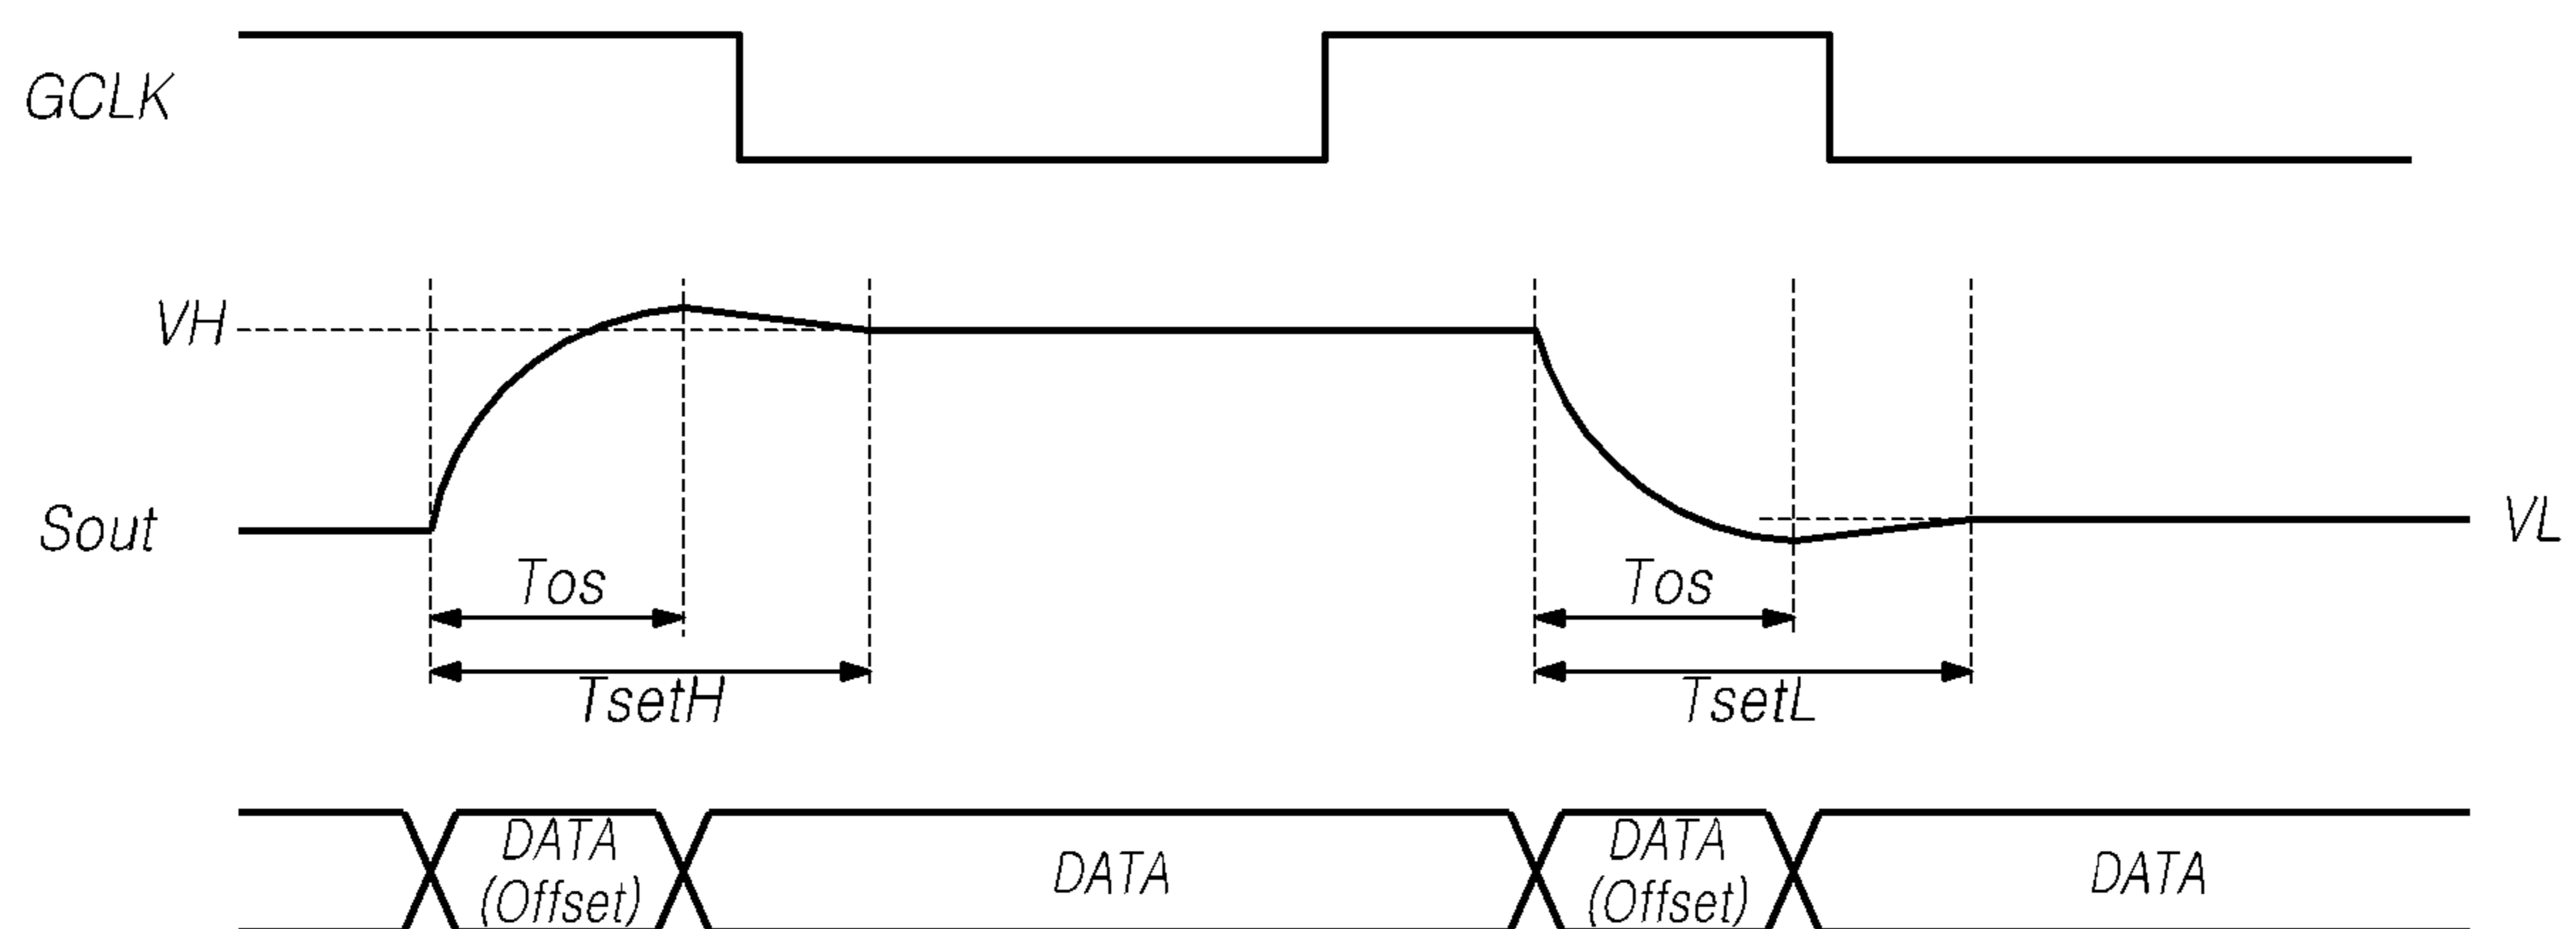 GCLK
VH
Sout
VL
Tos
Tos
TsetH
TsetL
DATA
(Offset)
DATA
DATA
(Offset)
DATA